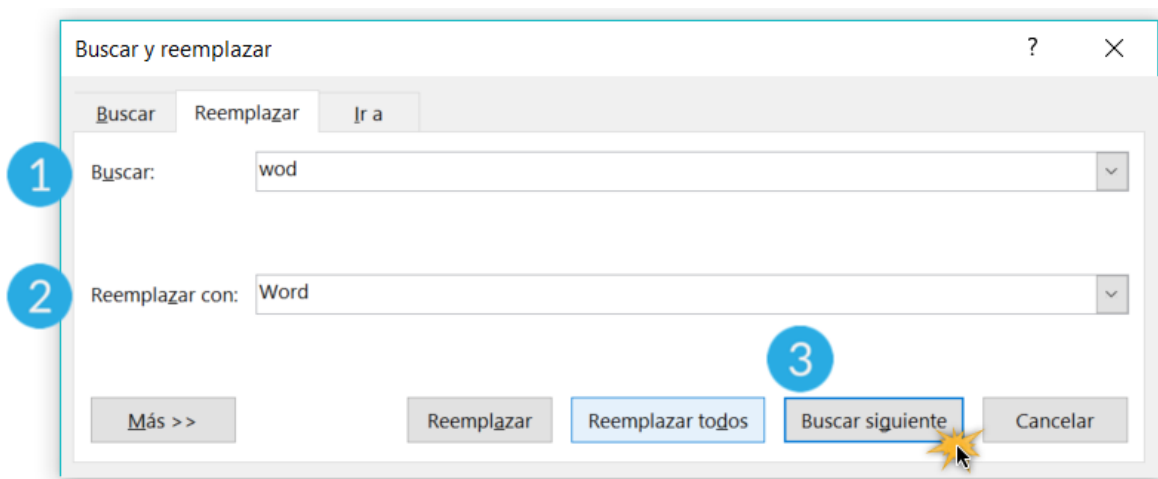 Buscar y reemplazar ?
Buscar Reemplazar Ir a
1 Buscar: wod
2 Reemplazar con: Word
3
Más >> Reemplazar Reemplazar todos Buscar siguiente Cancelar